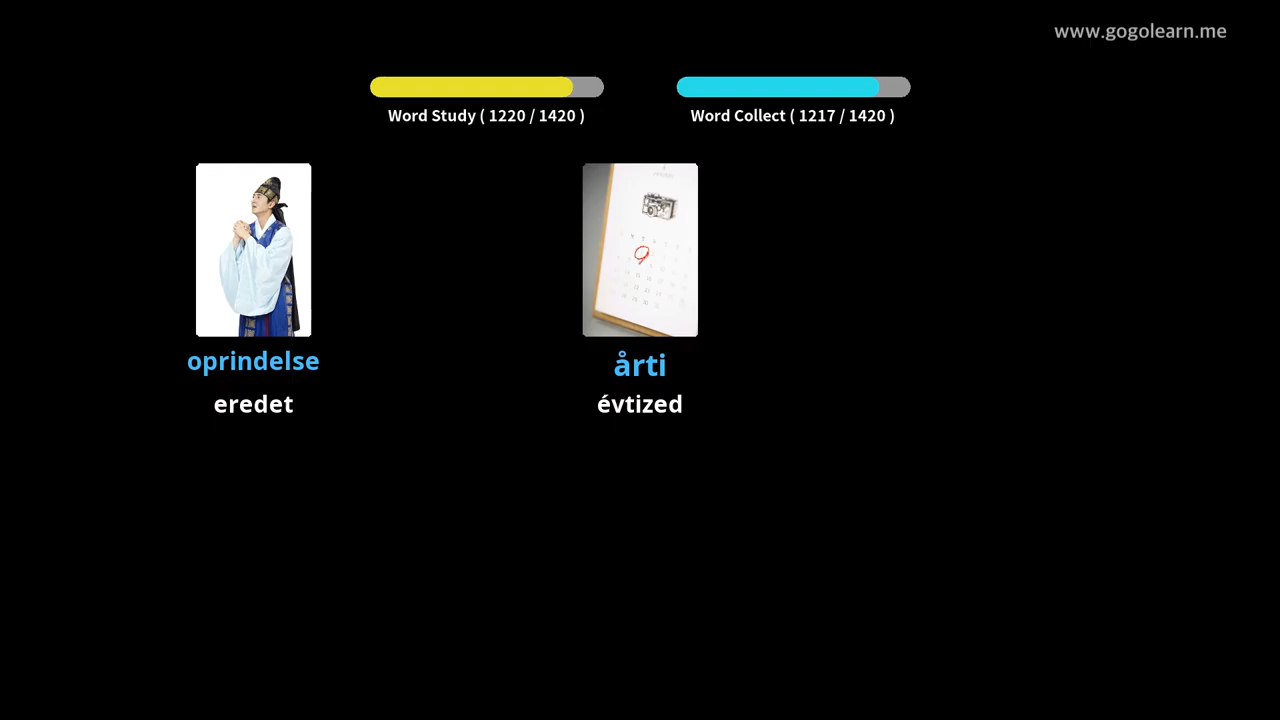 www.gogolearn.me
Word Study ( 1220 / 1420 )
Word Collect ( 1217 / 1420 )
oprindelse
eredet
årti
évtized